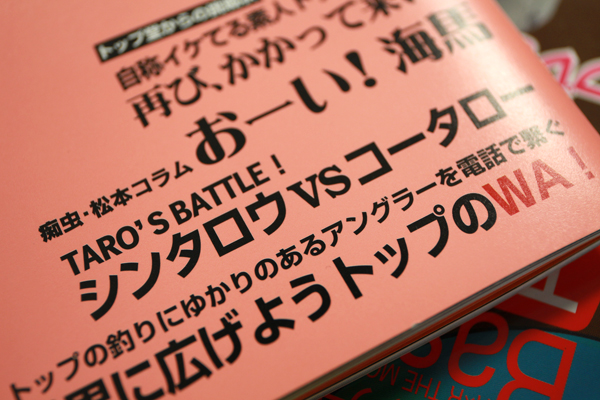 トップ堂からの
自称イケてる素人ト
再び、かかって来い
おーい！海馬
痴虫・松本コラム
TARO'S BATTLE！
シンタロウVSコータロー
トップの釣りにゆかりのあるアングラーを電話で繋ぐ
界に広げようトップのWA！
Bas